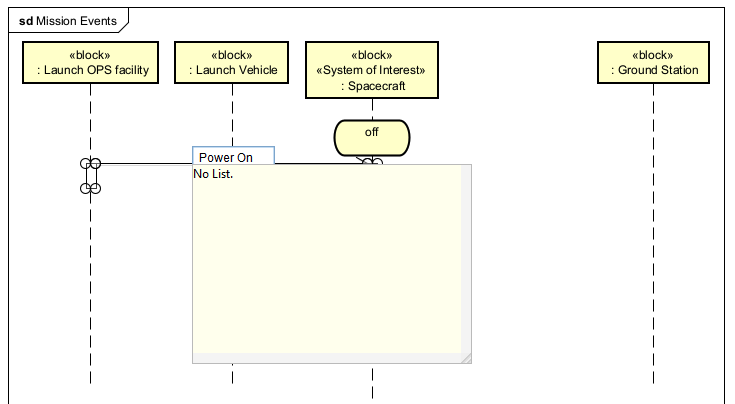 sd Mission Events
«block»
: Launch OPS facility
«block»
: Launch Vehicle
«block»
«System of Interest»
: Spacecraft
«block»
: Ground Station
off
Power On
No List.